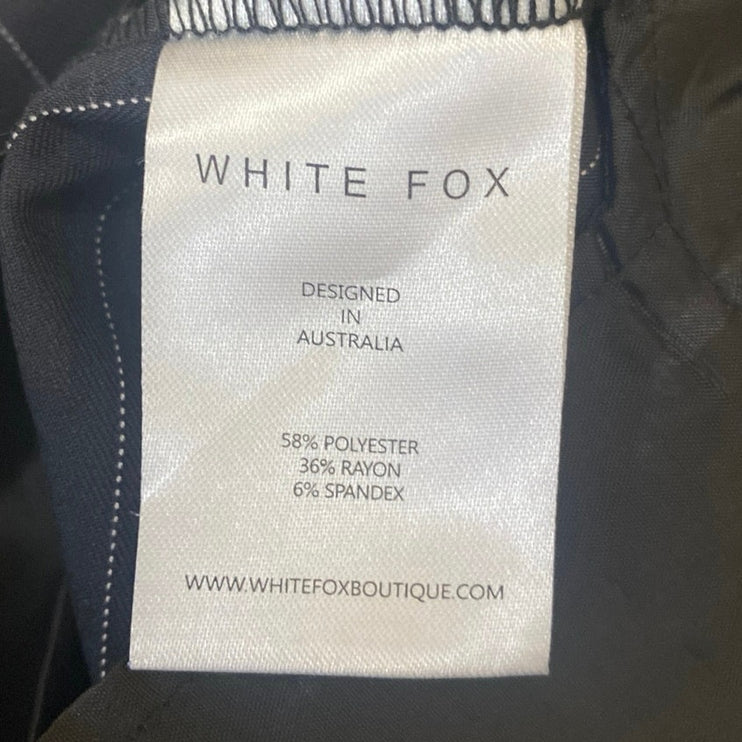 WHITE FOX
DESIGNED
IN
AUSTRALIA
58% POLYESTER
36% RAYON
6% SPANDEX
WWW.WHITEFOXBOUTIQUE.COM